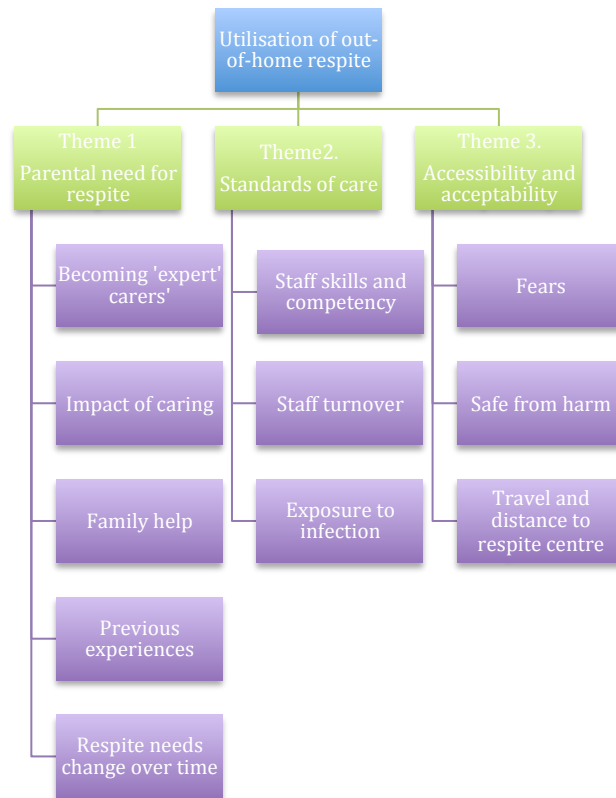 Utilisation of out-
of-home respite
Theme 1
Parental need for
respite
Theme2.
Standards of care
Theme 3.
Accessibility and
acceptability
Becoming 'expert'
carers'
Impact of caring
Family help
Previous
experiences
Respite needs
change over time
Staff skills and
competency
Staff turnover
Exposure to
infection
Fears
Safe from harm
Travel and
distance to
respite centre